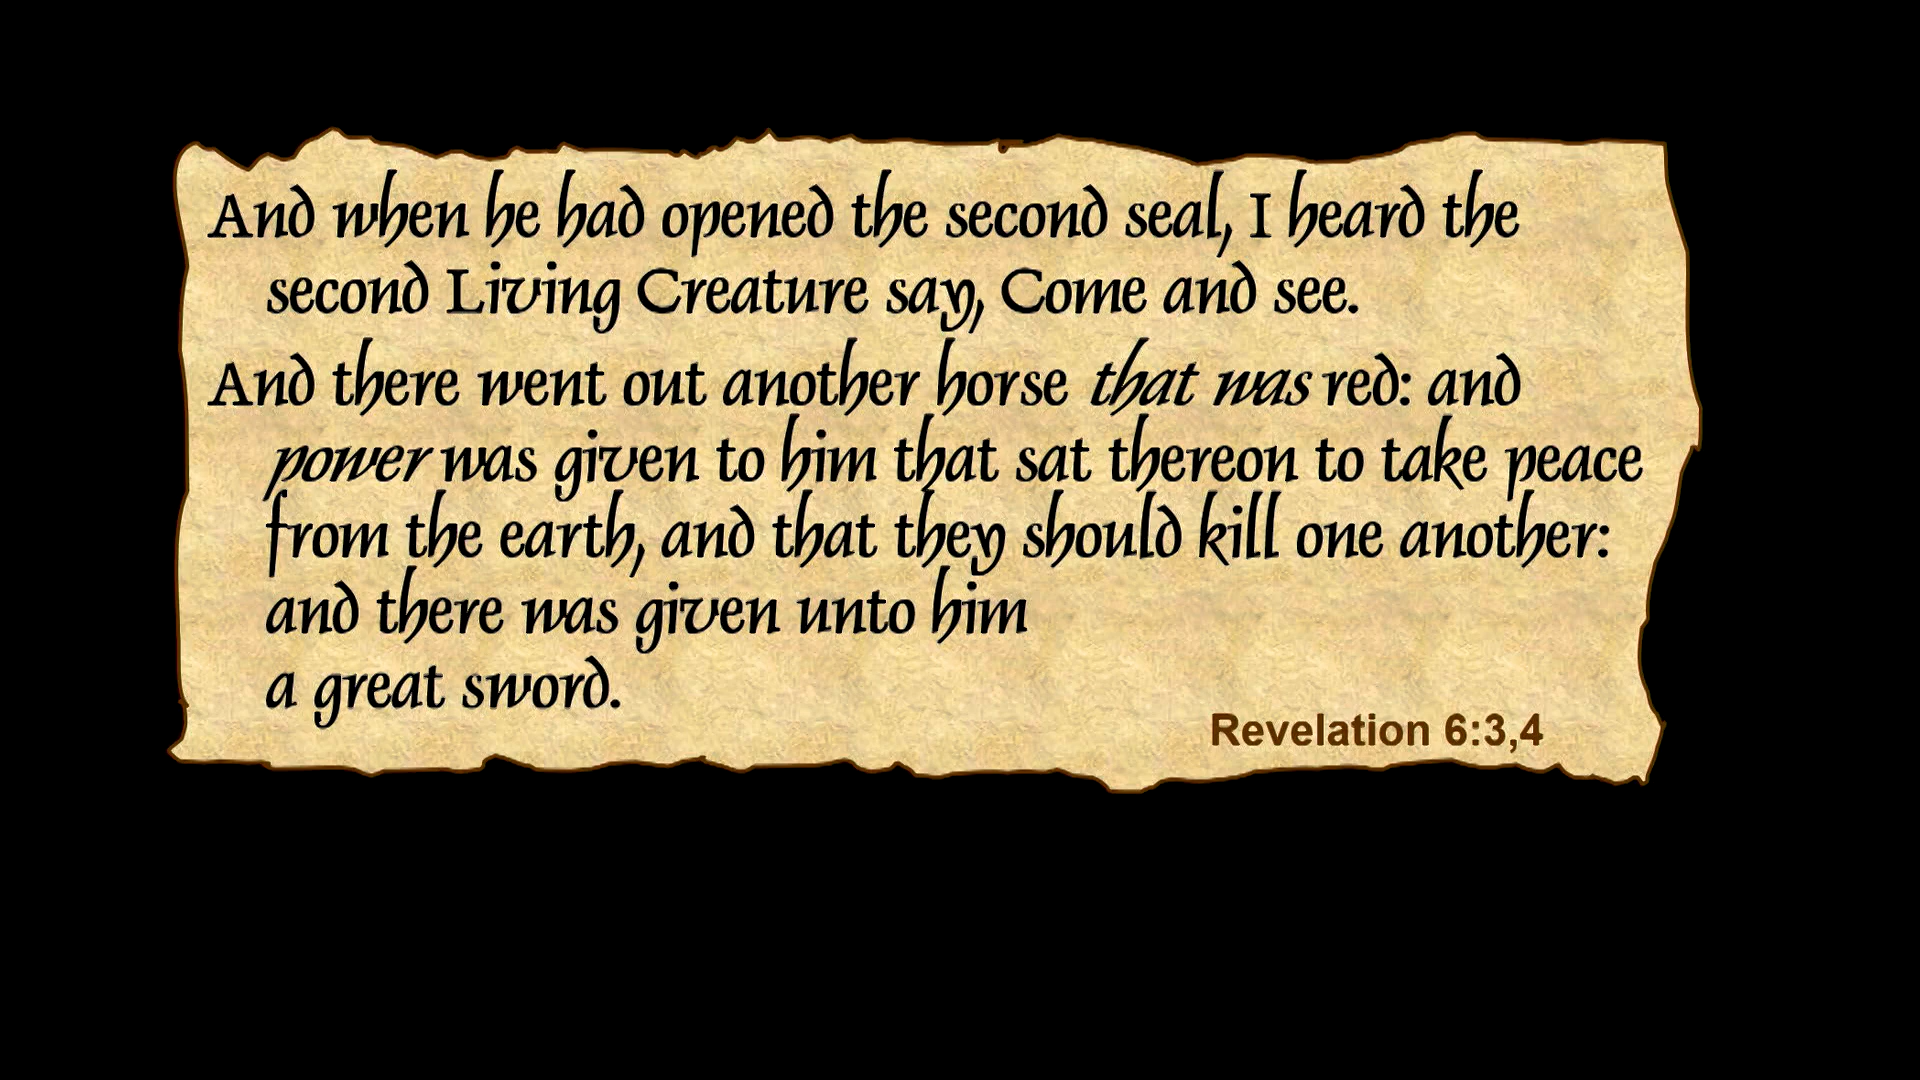 And when he had opened the second seal, I heard the
second Living Creature say, Come and see.
And there went out another horse that was red: and
power was given to him that sat thereon to take peace
from the earth, and that they should kill one another:
and there was given unto him
a great sword.
Revelation 6:3,4